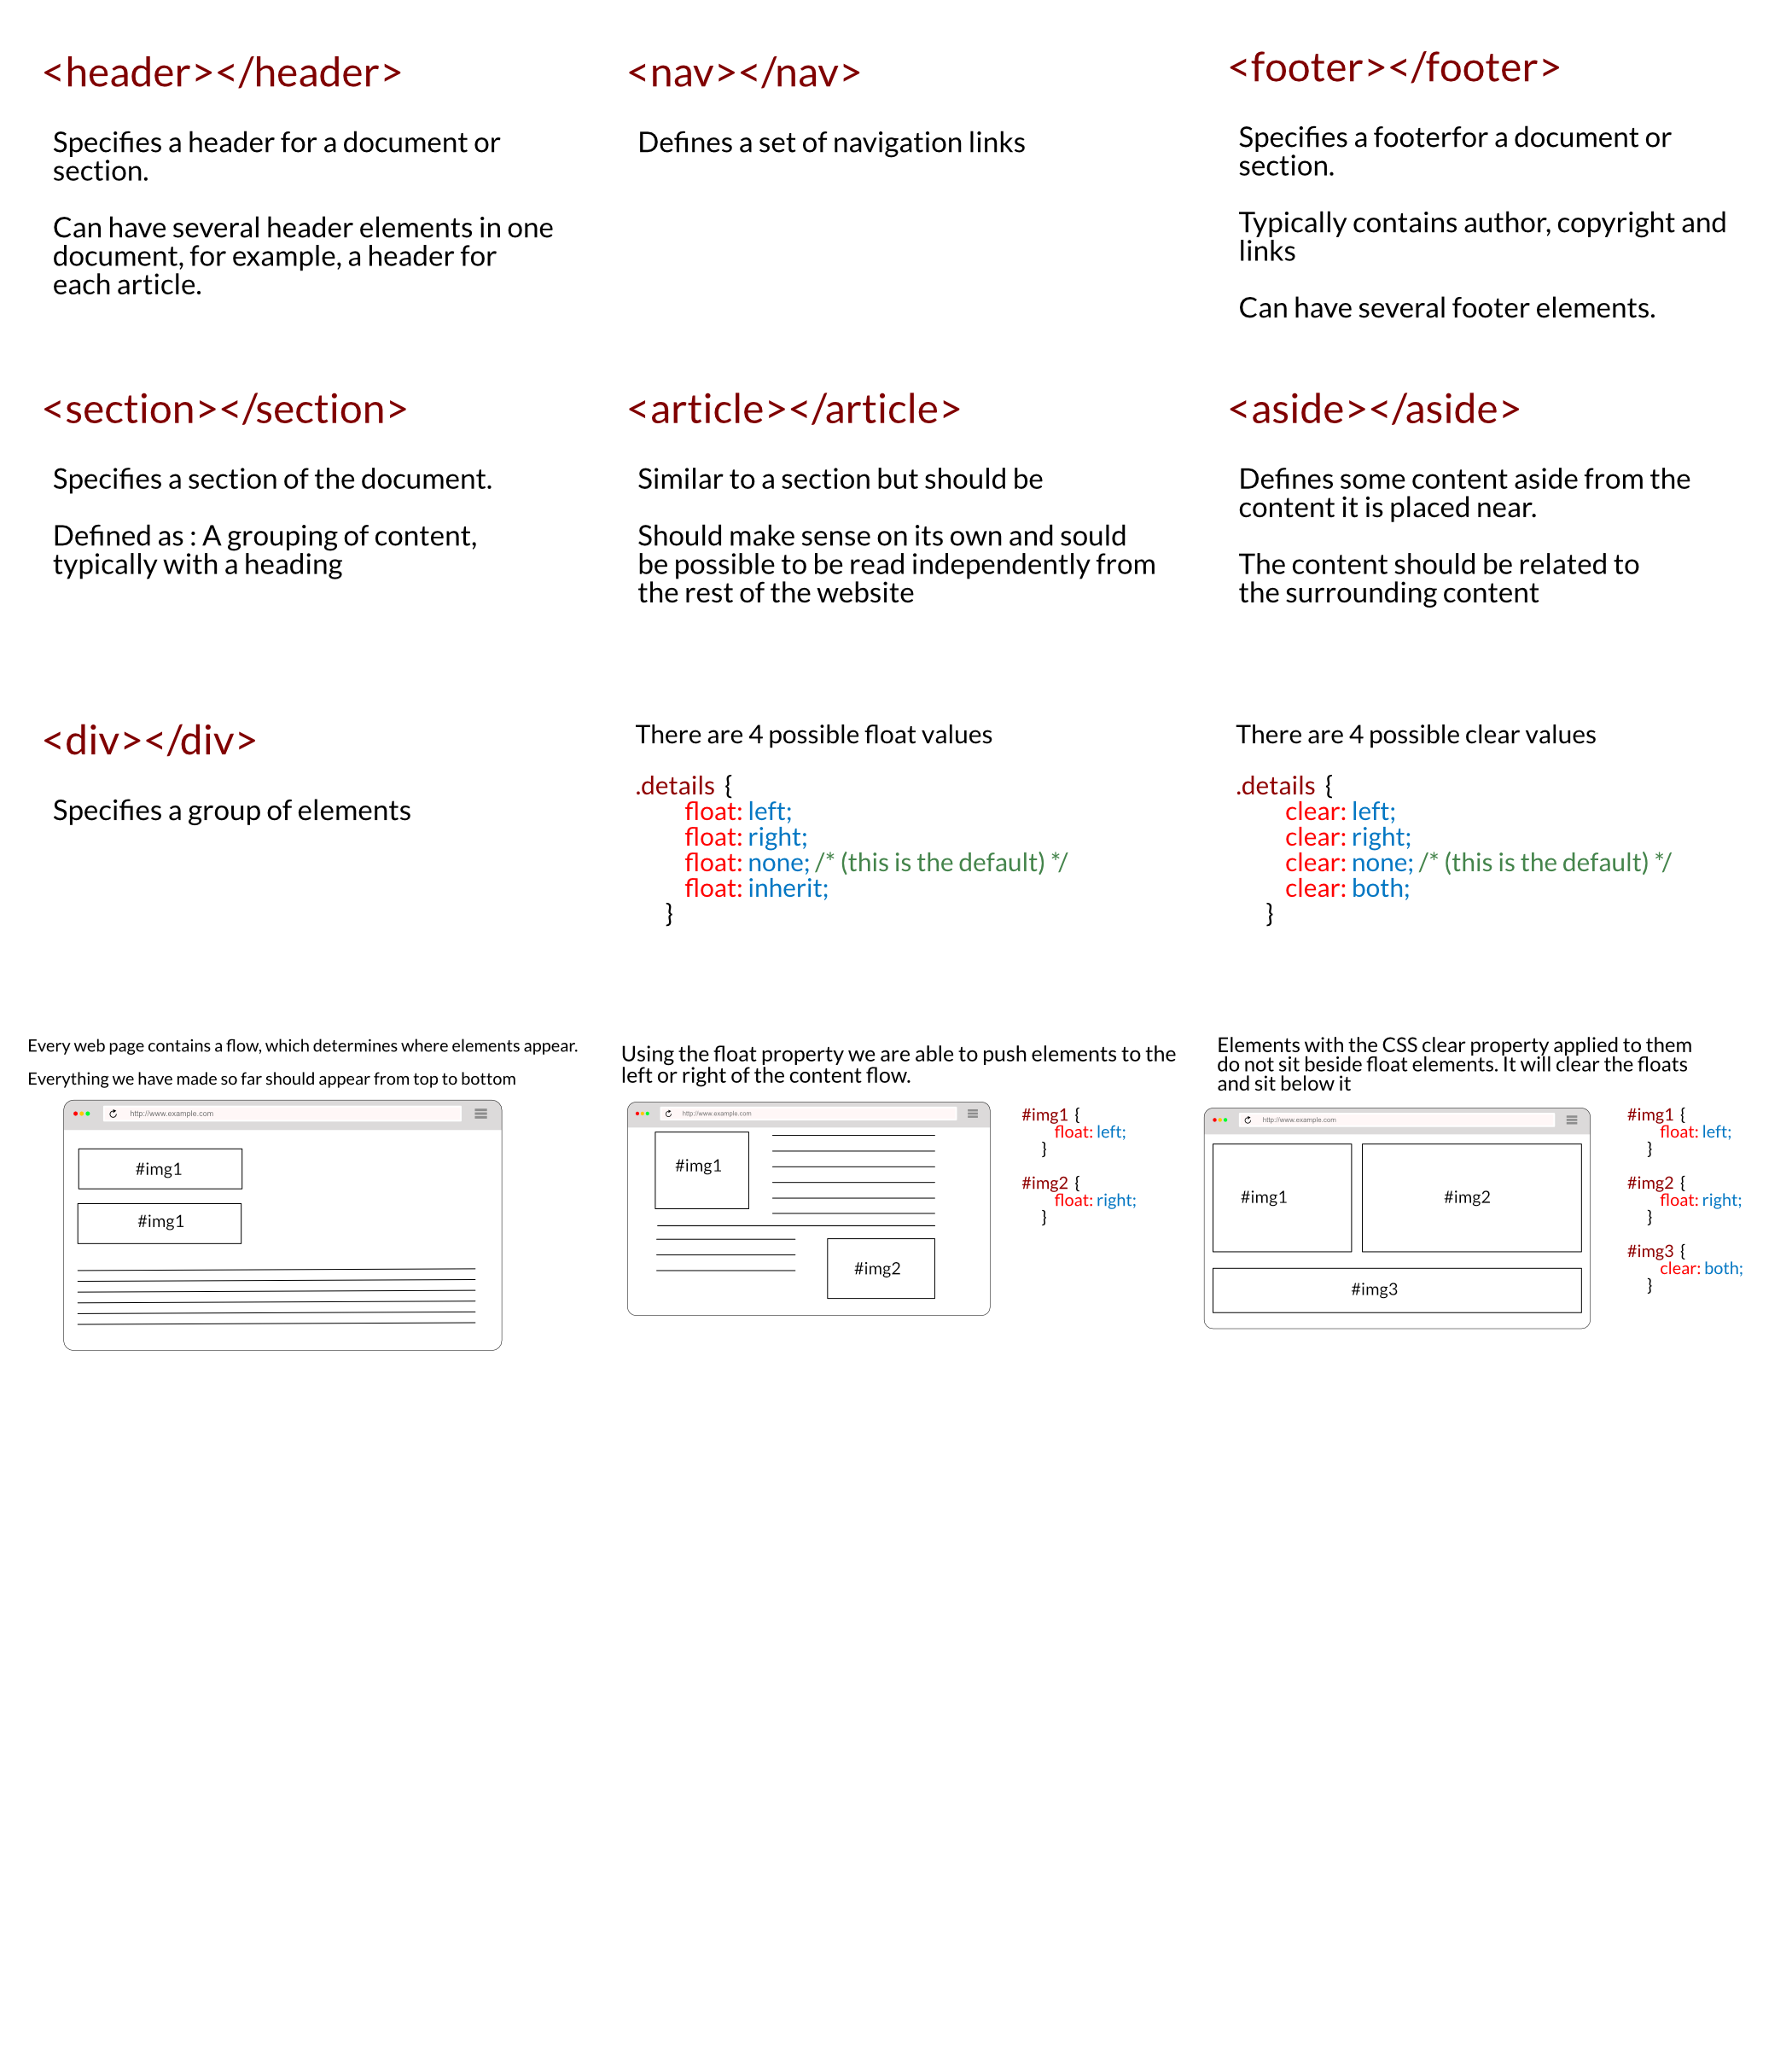 <header></header>
Specifies a header for a document or
section.
Can have several header elements in one
document, for example, a header for
each article.
<nav></nav>
Defines a set of navigation links
<footer></footer>
Specifies a footerfor a document or
section.
Typically contains author, copyright and
links
Can have several footer elements.
<section></section>
Specifies a section of the document.
Defined as : A grouping of content,
typically with a heading
<article></article>
Similar to a section but should be
Should make sense on its own and sould
be possible to be read independently from
the rest of the website
<aside></aside>
Defines some content aside from the
content it is placed near.
The content should be related to
the surrounding content
<div></div>
Specifies a group of elements
There are 4 possible float values
.details {
float: left;
float: right;
float: none; /* (this is the default) */
float: inherit;
}
There are 4 possible clear values
.details {
clear: left;
clear: right;
clear: none; /* (this is the default) */
clear: both;
}
Every web page contains a flow, which determines where elements appear.
Everything we have made so far should appear from top to bottom
http://www.example.com
#img1
#img1
Using the float property we are able to push elements to the
left or right of the content flow.
http://www.example.com
#img1
#img2
#img1 {
float: left;
}
#img2 {
float: right;
}
Elements with the CSS clear property applied to them
do not sit beside float elements. It will clear the floats
and sit below it
http://www.example.com
#img1
#img2
#img3
#img1 {
float: left;
}
#img2 {
float: right;
}
#img3 {
clear: both;
}